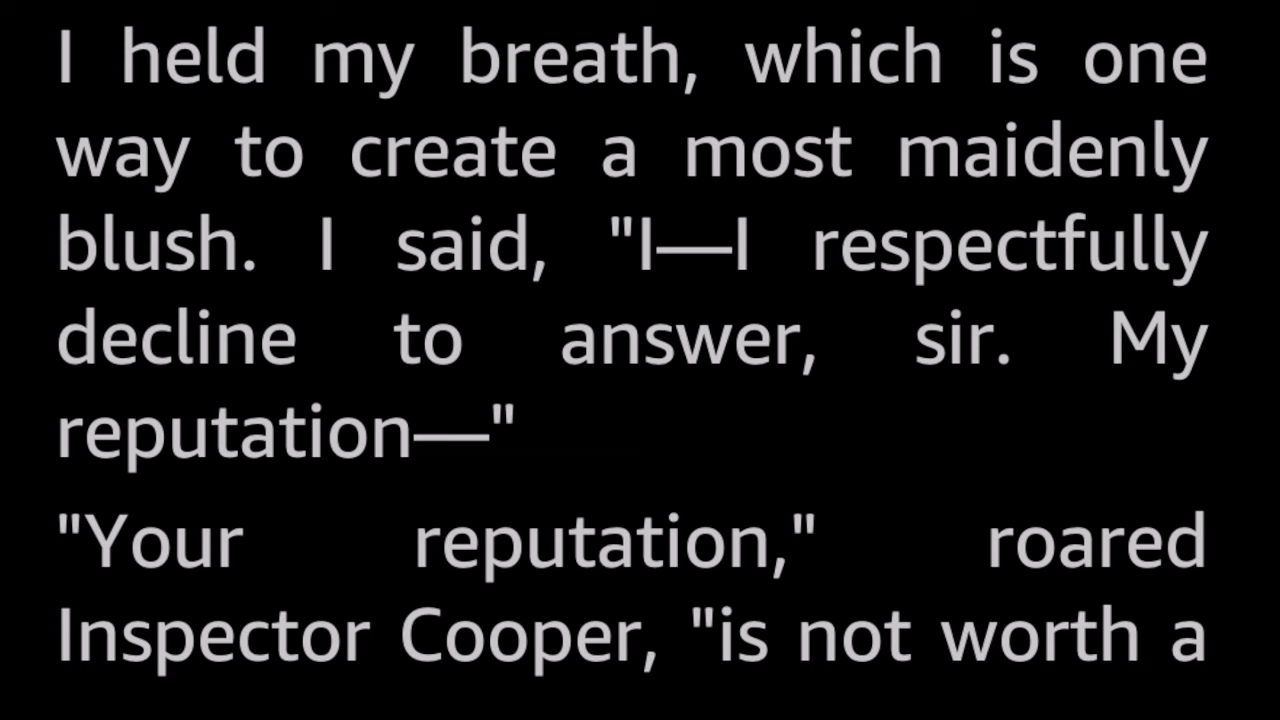 I held my breath, which is one
way to create a most maidenly
blush. I said, "I—I respectfully
decline to answer, sir. My
reputation—"
"Your reputation," roared
Inspector Cooper, "is not worth a